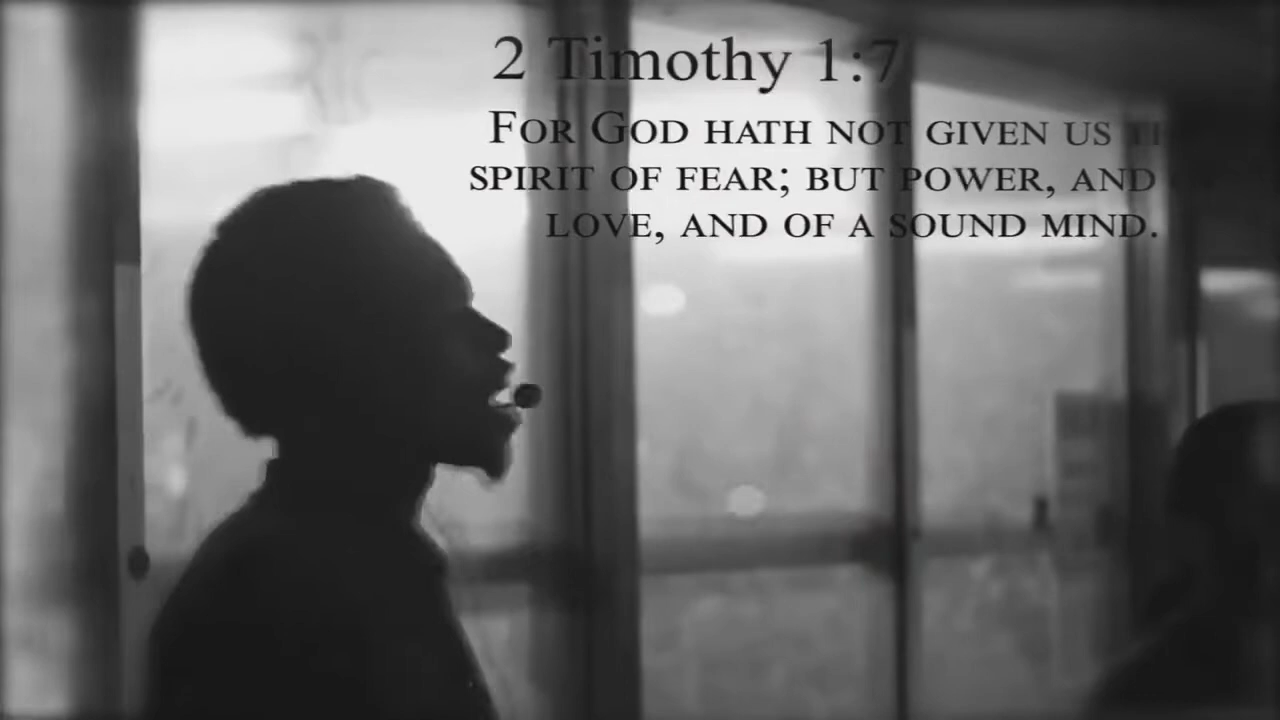 2 Timothy 1:7
FOR GOD HATH NOT GIVEN US
SPIRIT OF FEAR; BUT POWER, AND
LOVE, AND OF A SOUND MIND.